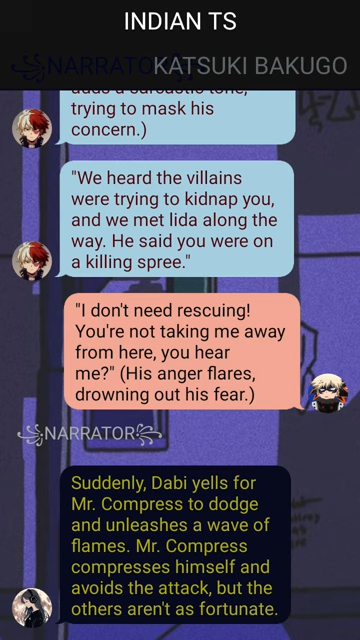 INDIAN TS
꧁NARRATOR꧂ KATSUKI BAKUGO
adds a sarcastic tone,
trying to mask his
concern.)
"We heard the villains
were trying to kidnap you,
and we met Iida along the
way. He said you were on
a killing spree."
"I don't need rescuing!
You're not taking me away
from here, you hear
me?" (His anger flares,
drowning out his fear.)
꧁NARRATOR꧂
Suddenly, Dabi yells for
Mr. Compress to dodge
and unleashes a wave of
flames. Mr. Compress
compresses himself and
avoids the attack, but the
others aren't as fortunate.